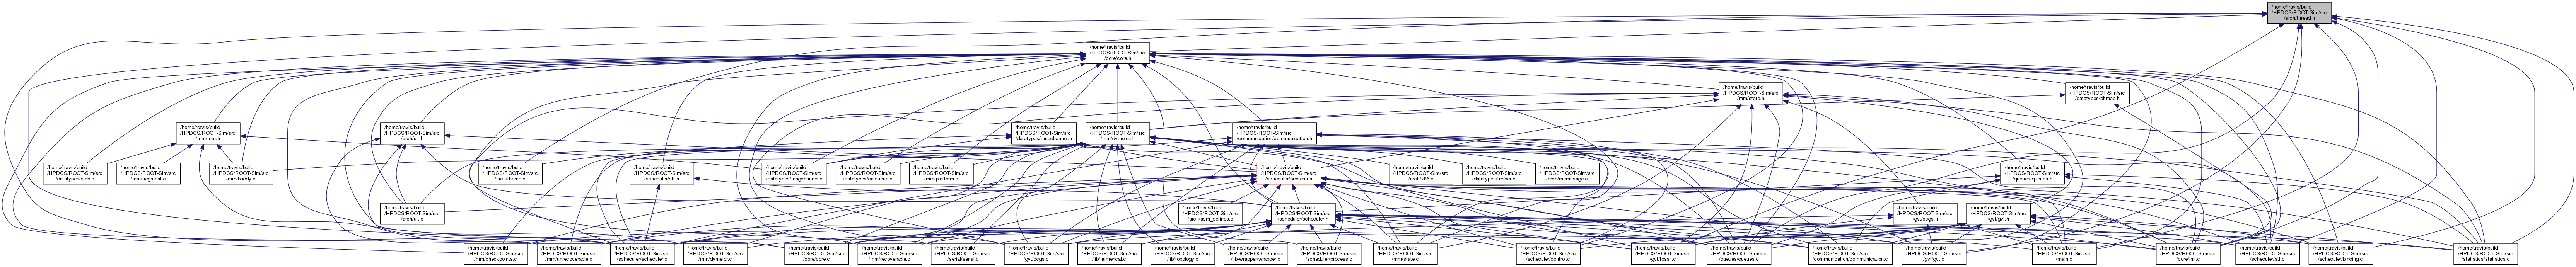 /home/travis/build
/HPDCS/ROOT-Sim/src
/arch/thread.h
/home/travis/build
/HPDCS/ROOT-Sim/src
/core/core.h
/home/travis/build
/HPDCS/ROOT-Sim/src
/mm/state.h
/home/travis/build
/HPDCS/ROOT-Sim/src
/datatypes/bitmap.h
/home/travis/build
/HPDCS/ROOT-Sim/src
/mm/mm.h
/home/travis/build
/HPDCS/ROOT-Sim/src
/arch/ult.h
/home/travis/build
/HPDCS/ROOT-Sim/src
/datatypes/msgchannel.h
/home/travis/build
/HPDCS/ROOT-Sim/src
/mm/dymelor.h
/home/travis/build
/HPDCS/ROOT-Sim/src
/communication/communication.h
/home/travis/build
/HPDCS/ROOT-Sim/src
/datatypes/slab.c
/home/travis/build
/HPDCS/ROOT-Sim/src
/mm/segment.c
/home/travis/build
/HPDCS/ROOT-Sim/src
/mm/buddy.c
/home/travis/build
/HPDCS/ROOT-Sim/src
/arch/thread.c
/home/travis/build
/HPDCS/ROOT-Sim/src
/scheduler/stf.h
/home/travis/build
/HPDCS/ROOT-Sim/src
/datatypes/msgchannel.c
/home/travis/build
/HPDCS/ROOT-Sim/src
/datatypes/calqueue.c
/home/travis/build
/HPDCS/ROOT-Sim/src
/mm/platform.c
/home/travis/build
/HPDCS/ROOT-Sim/src
/scheduler/process.h
/home/travis/build
/HPDCS/ROOT-Sim/src
/arch/x86.c
/home/travis/build
/HPDCS/ROOT-Sim/src
/datatypes/treiber.c
/home/travis/build
/HPDCS/ROOT-Sim/src
/arch/memusage.c
/home/travis/build
/HPDCS/ROOT-Sim/src
/queues/queues.h
/home/travis/build
/HPDCS/ROOT-Sim/src
/arch/ult.c
/home/travis/build
/HPDCS/ROOT-Sim/src
/arch/asm_defines.c
/home/travis/build
/HPDCS/ROOT-Sim/src
/scheduler/scheduler.h
/home/travis/build
/HPDCS/ROOT-Sim/src
/gvt/ccgs.h
/home/travis/build
/HPDCS/ROOT-Sim/src
/gvt/gvt.h
/home/travis/build
/HPDCS/ROOT-Sim/src
/mm/checkpoints.c
/home/travis/build
/HPDCS/ROOT-Sim/src
/mm/unrecoverable.c
/home/travis/build
/HPDCS/ROOT-Sim/src
/scheduler/scheduler.c
/home/travis/build
/HPDCS/ROOT-Sim/src
/mm/dymelor.c
/home/travis/build
/HPDCS/ROOT-Sim/src
/core/core.c
/home/travis/build
/HPDCS/ROOT-Sim/src
/mm/recoverable.c
/home/travis/build
/HPDCS/ROOT-Sim/src
/serial/serial.c
/home/travis/build
/HPDCS/ROOT-Sim/src
/gvt/ccgs.c
/home/travis/build
/HPDCS/ROOT-Sim/src
/lib/numerical.c
/home/travis/build
/HPDCS/ROOT-Sim/src
/lib/topology.c
/home/travis/build
/HPDCS/ROOT-Sim/src
/lib-wrapper/wrapper.c
/home/travis/build
/HPDCS/ROOT-Sim/src
/scheduler/process.c
/home/travis/build
/HPDCS/ROOT-Sim/src
/mm/state.c
/home/travis/build
/HPDCS/ROOT-Sim/src
/scheduler/control.c
/home/travis/build
/HPDCS/ROOT-Sim/src
/gvt/fossil.c
/home/travis/build
/HPDCS/ROOT-Sim/src
/queues/queues.c
/home/travis/build
/HPDCS/ROOT-Sim/src
/communication/communication.c
/home/travis/build
/HPDCS/ROOT-Sim/src
/gvt/gvt.c
/home/travis/build
/HPDCS/ROOT-Sim/src
/main.c
/home/travis/build
/HPDCS/ROOT-Sim/src
/core/init.c
/home/travis/build
/HPDCS/ROOT-Sim/src
/scheduler/stf.c
/home/travis/build
/HPDCS/ROOT-Sim/src
/scheduler/binding.c
/home/travis/build
/HPDCS/ROOT-Sim/src
/statistics/statistics.c